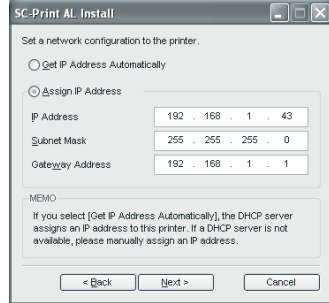 SC-Print AL Install
Set a network configuration to the printer.
Get IP Address Automatically
Assign IP Address
IP Address 192 . 168 . 1 . 43
Subnet Mask 255 . 255 . 255 . 0
Gateway Address 192 . 168 . 1 . 1
MEMO
If you select [Get IP Address Automatically], the DHCP server
assigns an IP address to this printer. If a DHCP server is not
available, please manually assign an IP address.
< Back Next > Cancel